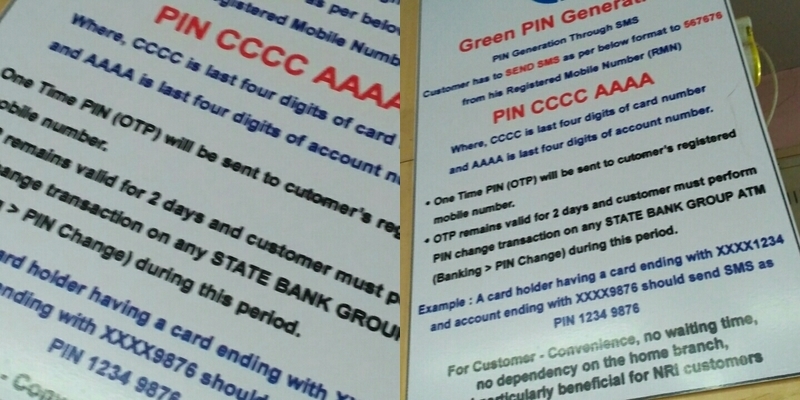 as per below
gistered Mobile Numb
PIN CCCC AAAA
Where, CCCC is last four digits of card
and AAAA is last four digits of account n
One Time PIN (OTP) will be sent to cutomer's reg
obile number.
remains valid for 2 days and customer must p
ange transaction on any STATE BANK GROU
> PIN Change) during this period.
ard holder having a card ending with
ending with XXXX9876 should
PIN 1234 9876
Green PIN Generati
PIN Generation Through SMS
Customer has to SEND SMS as per below format to 567676
from his Registered Mobile Number (RMN)
PIN CCCC AAAA
Where, CCCC is last four digits of card number
and AAAA is last four digits of account number.
• One Time PIN (OTP) will be sent to cutomer's registered
mobile number.
• OTP remains valid for 2 days and customer must perform
PIN change transaction on any STATE BANK GROUP ATM
(Banking > PIN Change) during this period.
Example : A card holder having a card ending with XXXX1234
and account ending with XXXX9876 should send SMS as
PIN 1234 9876
For Customer - Convenience, no waiting time,
no dependency on the home branch,
particularly beneficial for NRI customers